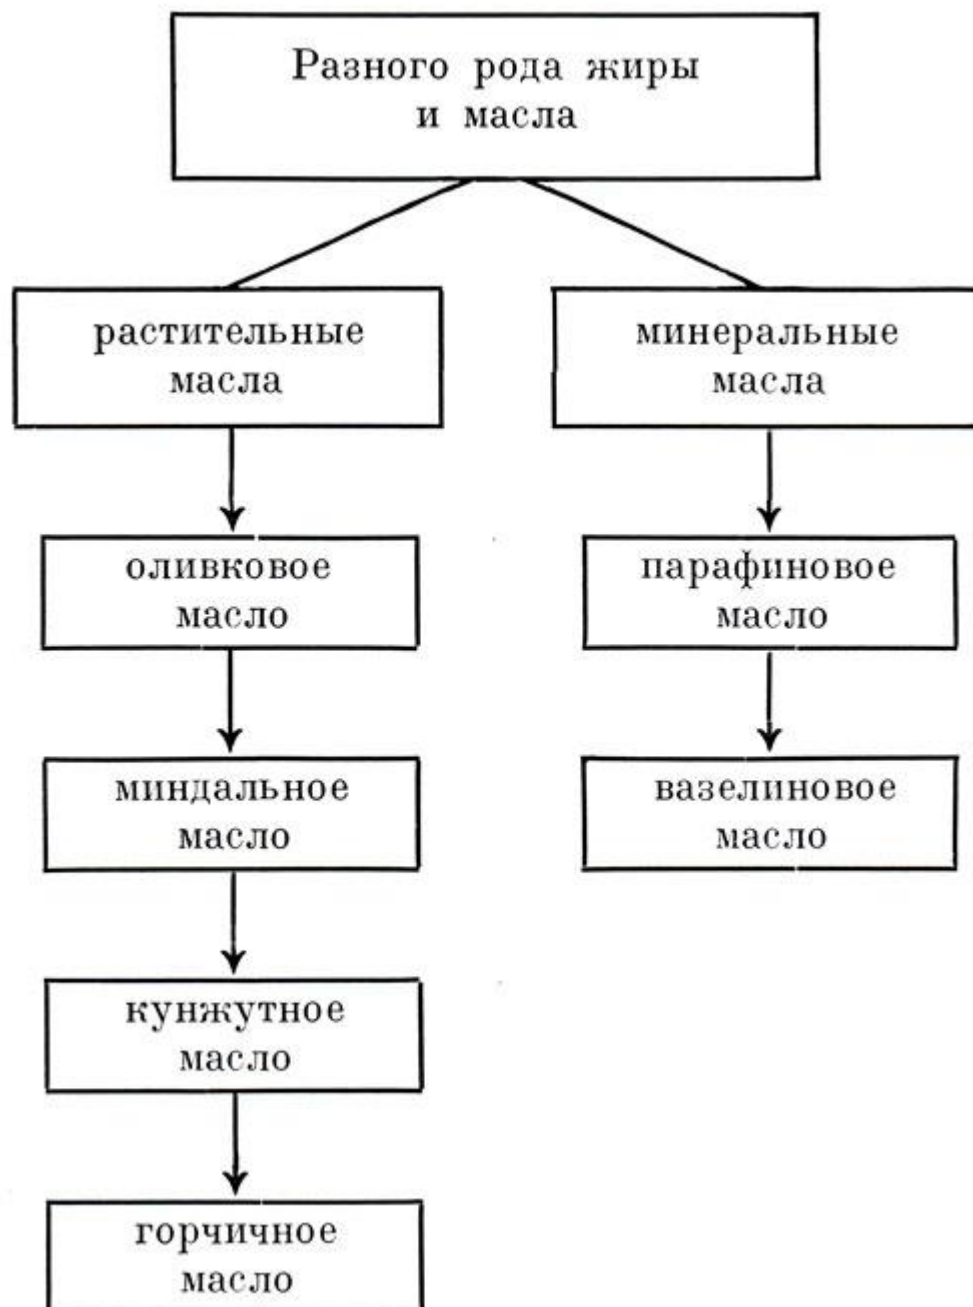 Разного рода жиры
и масла
растительные
масла
минеральные
масла
оливковое
масло
парафиновое
масло
миндальное
масло
вазелиновое
масло
кунжутное
масло
горчичное
масло